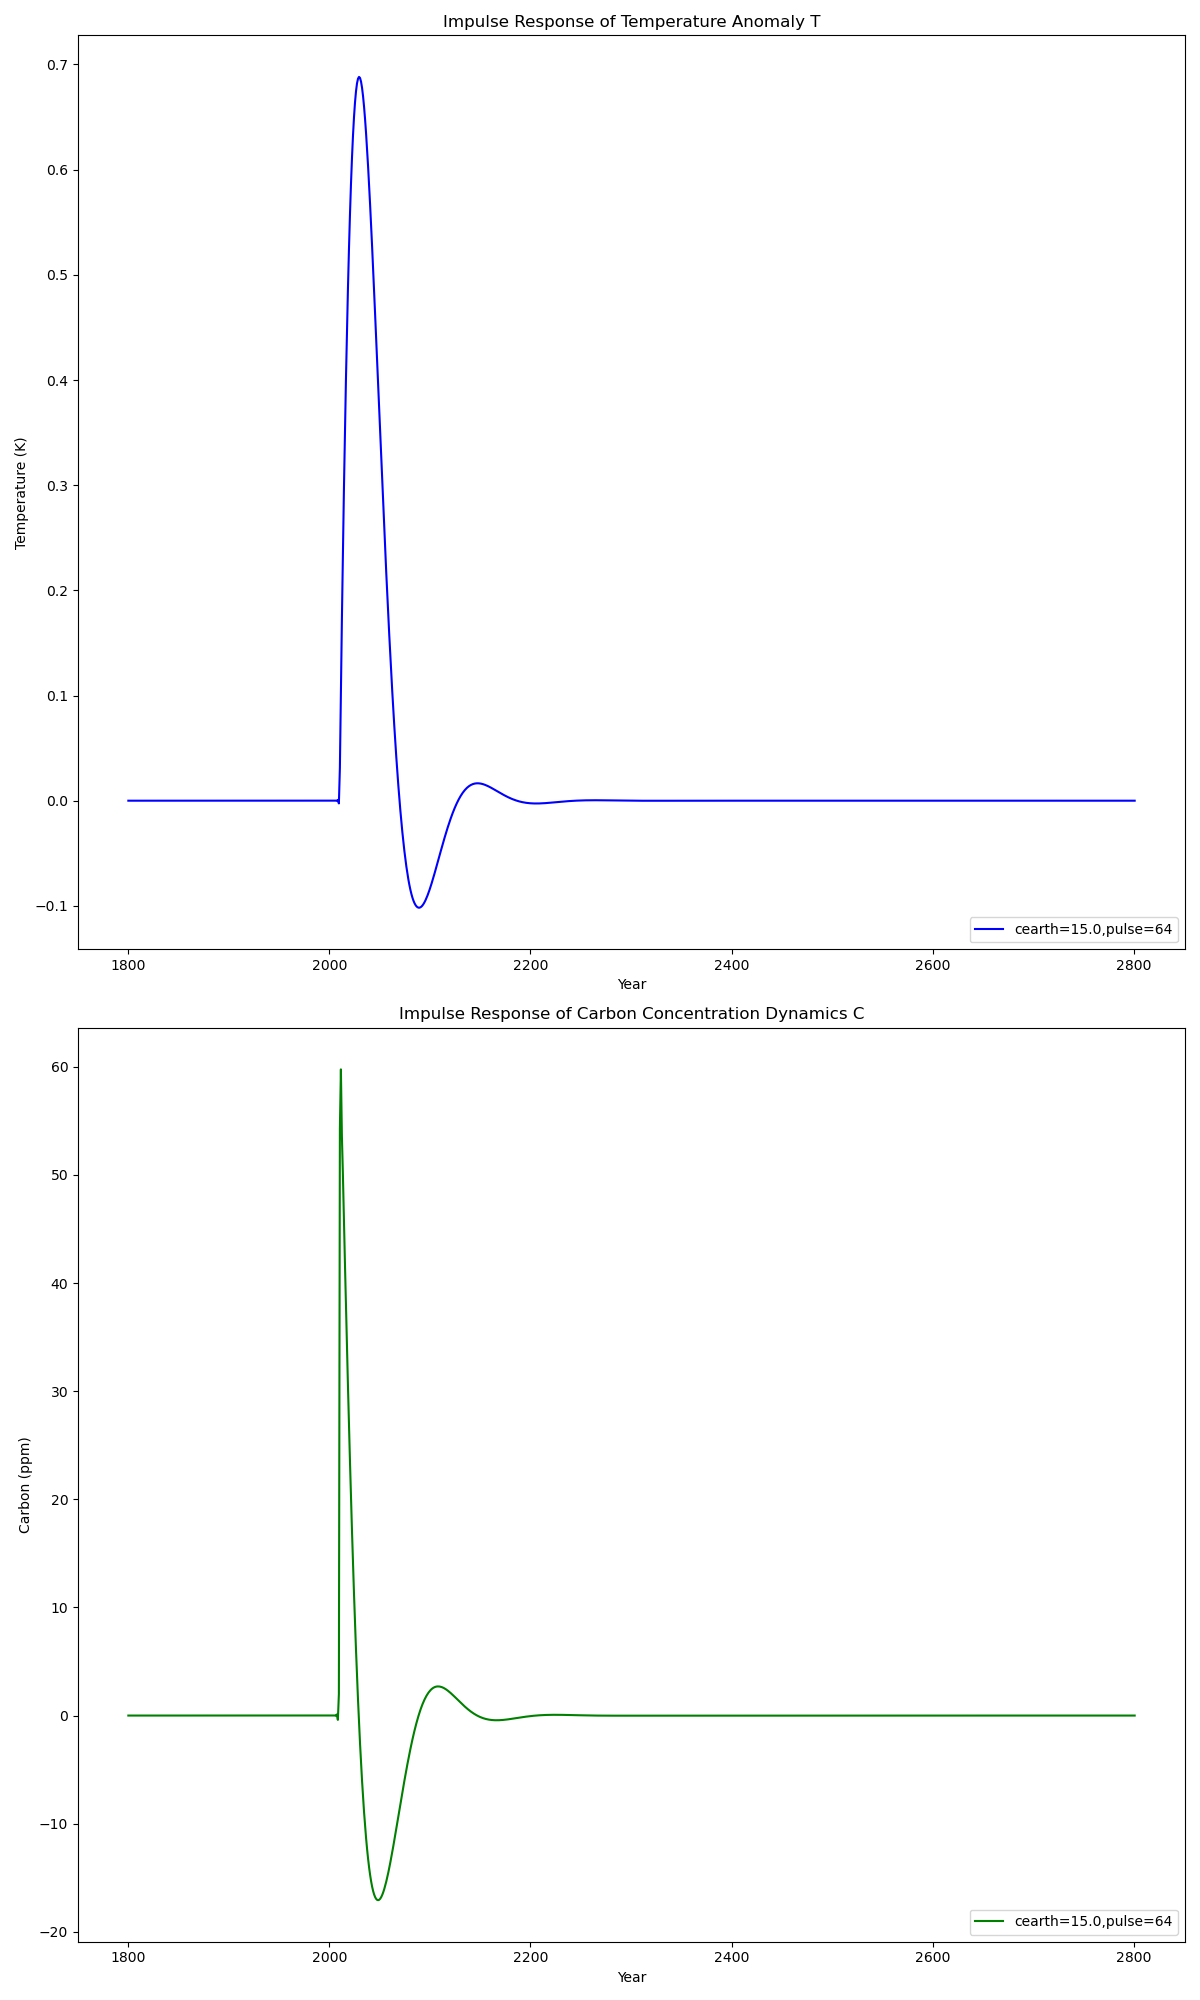 Impulse Response of Temperature Anomaly T
0.7
0.6
0.5
0.4
0.3
0.2
0.1
0.0
−0.1
Temperature (K)
cearth=15.0,pulse=64
1800 2000 2200 2400 2600 2800
Year
Impulse Response of Carbon Concentration Dynamics C
60
50
40
30
20
10
0
−10
−20
Carbon (ppm)
cearth=15.0,pulse=64
1800 2000 2200 2400 2600 2800
Year